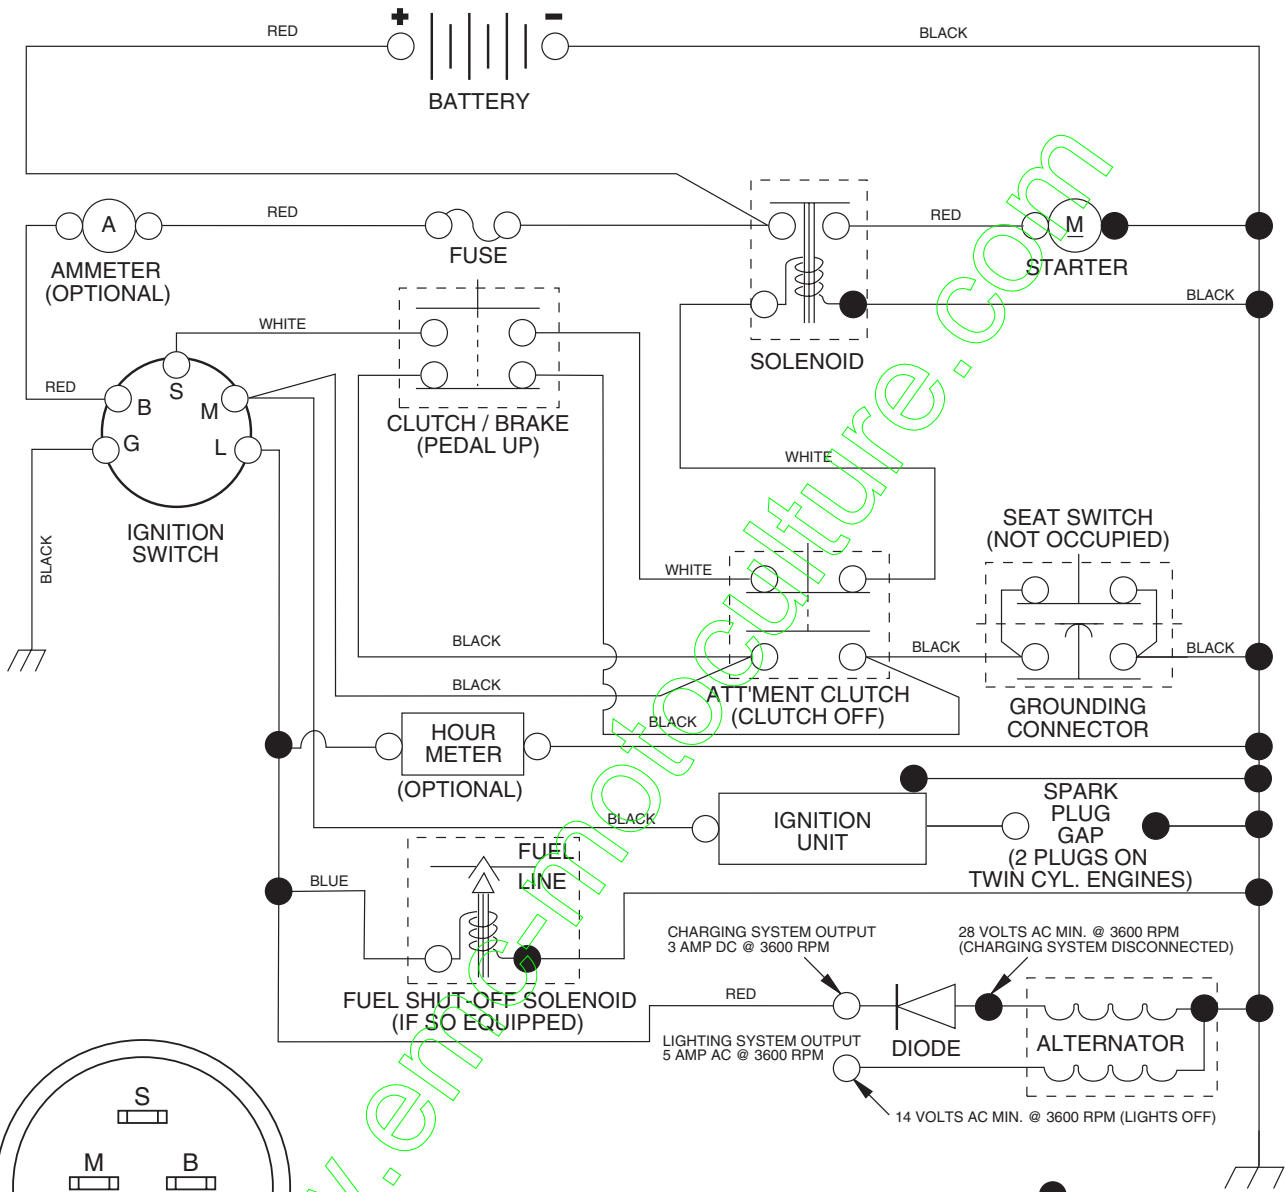 + -
RED
BLACK
BATTERY
A
RED
FUSE
RED
M
STARTER
AMMETER
(OPTIONAL)
WHITE
BLACK
SOLENOID
RED
S
B
M
G
L
CLUTCH / BRAKE
(PEDAL UP)
WHITE
IGNITION
SWITCH
BLACK
SEAT SWITCH
(NOT OCCUPIED)
WHITE
BLACK
BLACK
BLACK
BLACK
ATT'MENT CLUTCH
(CLUTCH OFF)
GROUNDING
CONNECTOR
BLACK
HOUR
METER
(OPTIONAL)
SPARK
PLUG
GAP
(2 PLUGS ON
TWIN CYL. ENGINES)
BLACK
IGNITION
UNIT
FUEL
LINE
BLUE
CHARGING SYSTEM OUTPUT
3 AMP DC @ 3600 RPM
28 VOLTS AC MIN. @ 3600 RPM
(CHARGING SYSTEM DISCONNECTED)
FUEL SHUT-OFF SOLENOID
(IF SO EQUIPPED)
RED
LIGHTING SYSTEM OUTPUT
5 AMP AC @ 3600 RPM
DIODE
ALTERNATOR
14 VOLTS AC MIN. @ 3600 RPM (LIGHTS OFF)
S
M
B
w.emc-motoculture.com